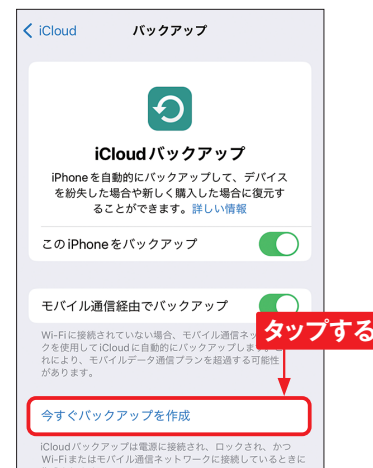 iCloud
バックアップ
iCloudバックアップ
iPhoneを自動的にバックアップして、デバイス
を紛失した場合や新しく購入した場合に復元す
ることができます。詳しい情報
このiPhoneをバックアップ
モバイル通信経由でバックアップ
タップする
Wi-Fiに接続されていない場合、モバイル通信ネッ
クを使用してiCloudに自動的にバックアップしま
れにより、モバイルデータ通信プランを超過する可能性
があります。
今すぐバックアップを作成
iCloudバックアップは電源に接続され、ロックされ、かつ
Wi-Fiまたはモバイル通信ネットワークに接続しているときに